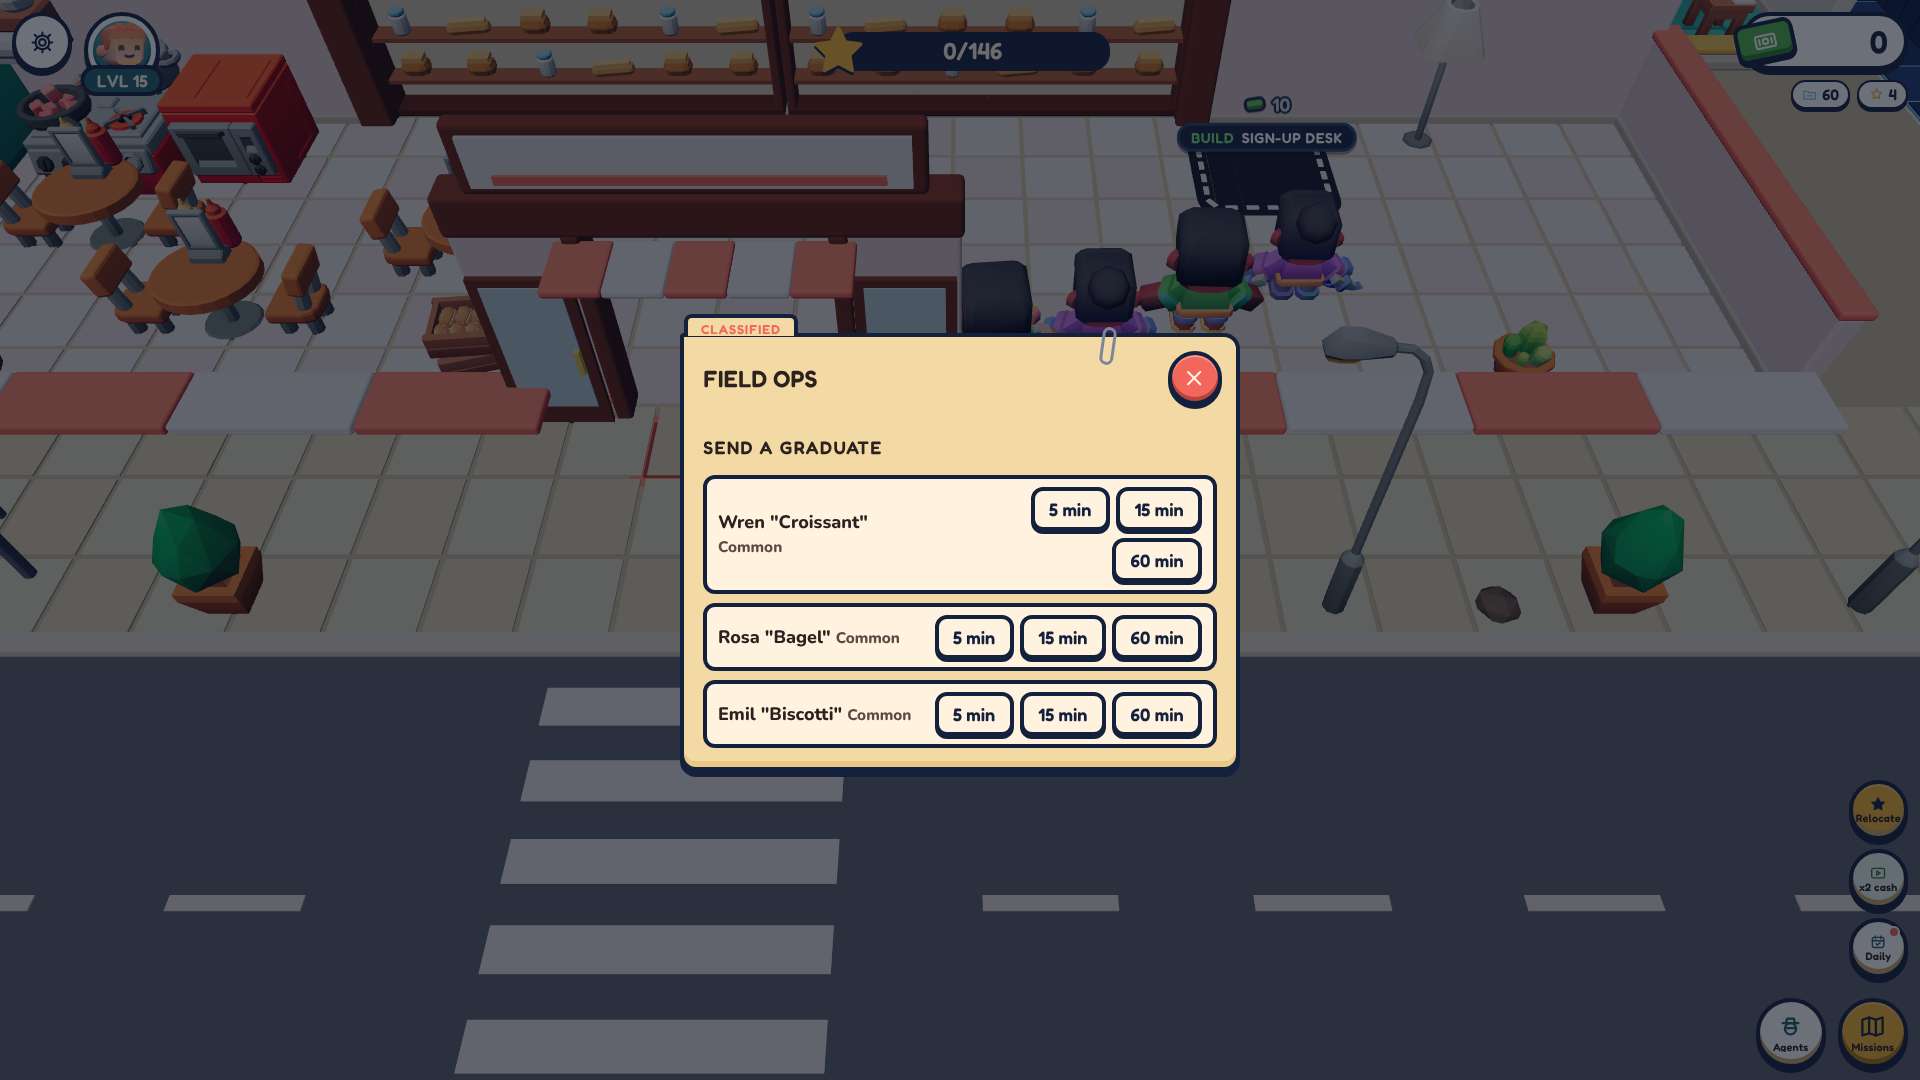 LVL 15
0/146
0
60
4
10
BUILD SIGN-UP DESK
CLASSIFIED
FIELD OPS
SEND A GRADUATE
Wren "Croissant"
Common
5 min
15 min
60 min
Rosa "Bagel" Common
5 min
15 min
60 min
Emil "Biscotti" Common
5 min
15 min
60 min
Relocate
x2 cash
Daily
Agents
Missions